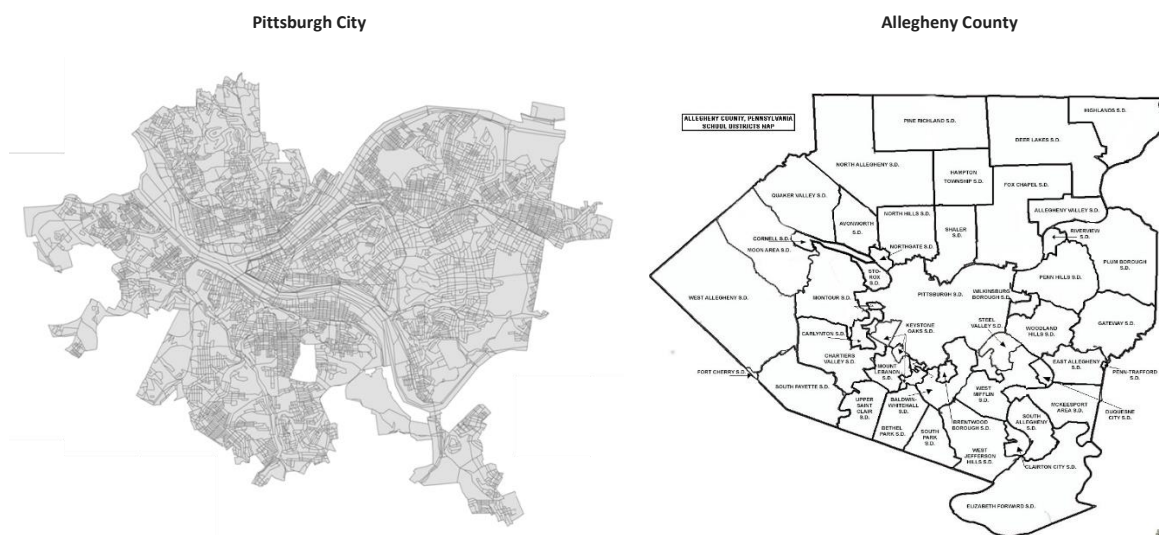 Pittsburgh City
Allegheny County
ALLEGHENY COUNTY, PENNSYLVANIA
SCHOOL DISTRICTS MAP
HIGHLANDS S.D.
PINE RICHLAND S.D.
DEER LAKES S.D.
NORTH ALLEGHENY S.D.
HAMPTON
TOWNSHIP S.D.
FOX CHAPEL S.D.
QUAKER VALLEY S.D.
AVONWORTH
S.D.
NORTH HILLS S.D.
SHALER
S.D.
ALLEGHENY VALLEY S.D.
RIVERVIEW
S.D.
CORNELL S.D.
MOON AREA S.D.
NORTHGATE S.D.
STO-
ROX
S.D.
PENN HILLS S.D.
PLUM BOROUGH
S.D.
WEST ALLEGHENY S.D.
MONTOUR S.D.
PITTSBURGH S.D.
WILKINSBURG
BOROUGH S.D.
CARLYNTON S.D.
KEYSTONE
OAKS S.D.
STEEL
VALLEY S.D.
WOODLAND
HILLS S.D.
GATEWAY S.D.
CHARTIERS
VALLEY S.D.
MOUNT
LEBANON
S.D.
EAST ALLEGHENY S.D.
PENN-TRAFFORD
S.D.
FORT CHERRY S.D.
SOUTH FAYETTE S.D.
UPPER
SAINT
CLAIR
S.D.
BALDWIN-
WHITEHALL
S.D.
WEST
MIFFLIN
S.D.
MCKEESPORT
AREA S.D.
DUQUESNE
CITY S.D.
BETHEL
PARK S.D.
SOUTH
PARK
S.D.
BRENTWOOD
BOROUGH S.D.
SOUTH
ALLEGHENY
S.D.
WEST
JEFFERSON
HILLS S.D.
CLAIRTON CITY S.D.
ELIZABETH FORWARD S.D.